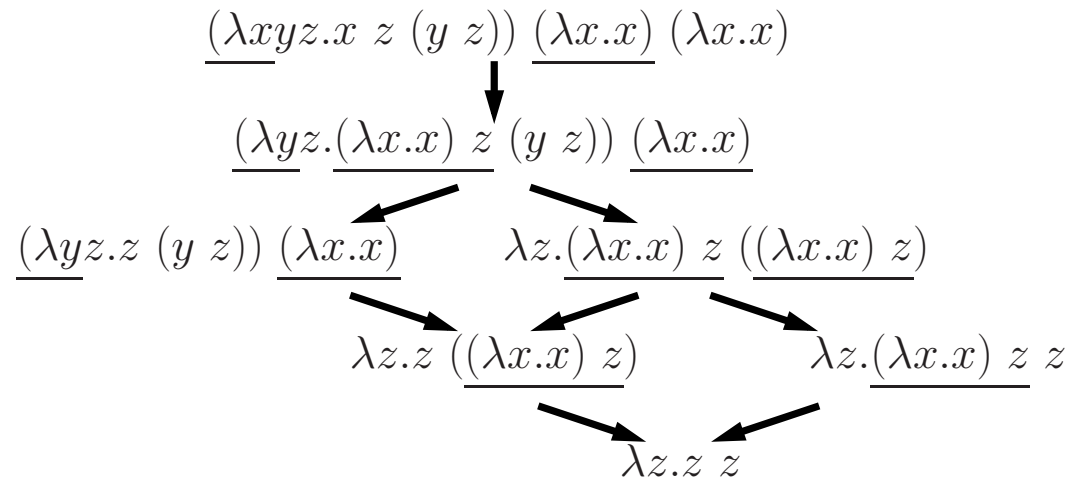 (λxyz.x z (y z)) (λx.x) (λx.x)
(λyz.(λx.x) z (y z)) (λx.x)
(λyz.z (y z)) (λx.x) λz.(λx.x) z ((λx.x) z)
λz.z ((λx.x) z) λz.(λx.x) z z
λz.z z